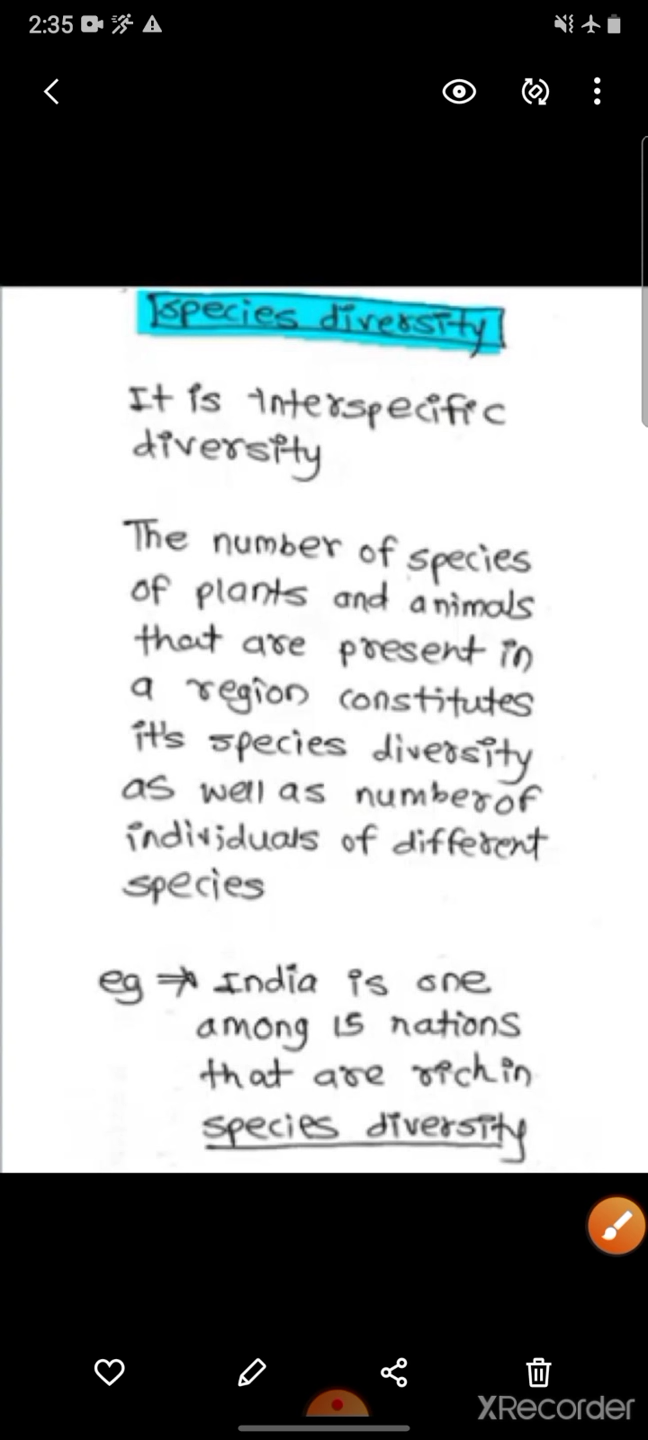 2:35
species diversity
It is Interspecific
diversity
The number of species
of plants and animals
that are present in
a region constitutes
it's species diversity
as well as number of
individuals of different
species
eg ⇒ India is one
among 15 nations
that are rich in
species diversity
XRecorder